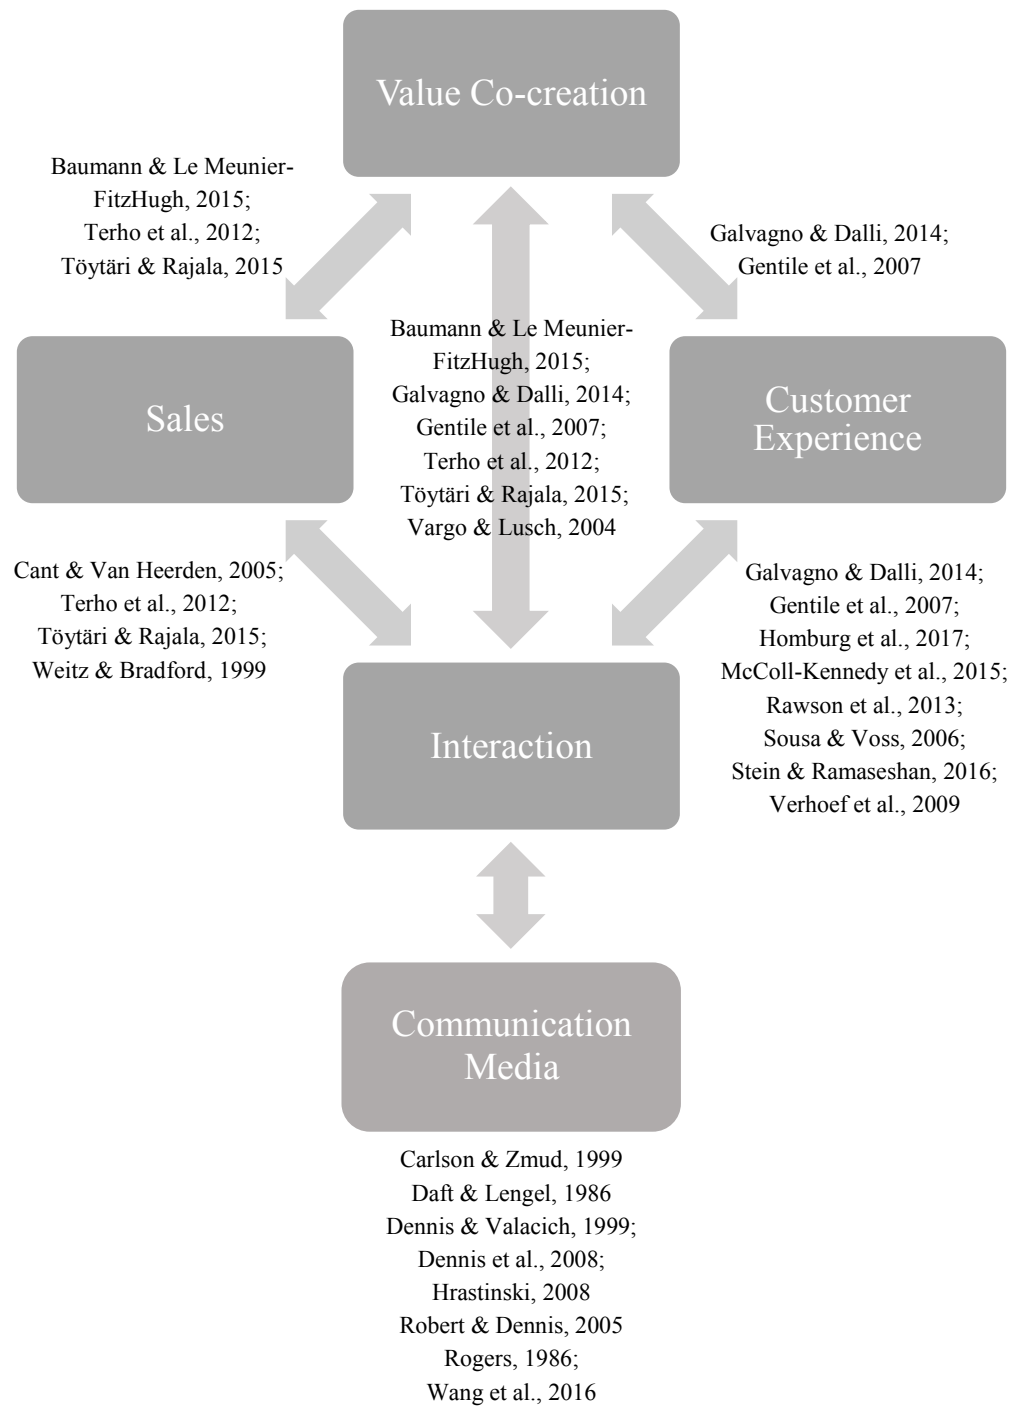 Value Co-creation
Baumann & Le Meunier-
FitzHugh, 2015;
Terho et al., 2012;
Töytäri & Rajala, 2015
Galvagno & Dalli, 2014;
Gentile et al., 2007
Sales
Baumann & Le Meunier-
FitzHugh, 2015;
Galvagno & Dalli, 2014;
Gentile et al., 2007;
Terho et al., 2012;
Töytäri & Rajala, 2015;
Vargo & Lusch, 2004
Customer
Experience
Cant & Van Heerden, 2005;
Terho et al., 2012;
Töytäri & Rajala, 2015;
Weitz & Bradford, 1999
Galvagno & Dalli, 2014;
Gentile et al., 2007;
Homburg et al., 2017;
McColl-Kennedy et al., 2015;
Rawson et al., 2013;
Sousa & Voss, 2006;
Stein & Ramaseshan, 2016;
Verhoef et al., 2009
Interaction
Communication
Media
Carlson & Zmud, 1999
Daft & Lengel, 1986
Dennis & Valacich, 1999;
Dennis et al., 2008;
Hrastinski, 2008
Robert & Dennis, 2005
Rogers, 1986;
Wang et al., 2016